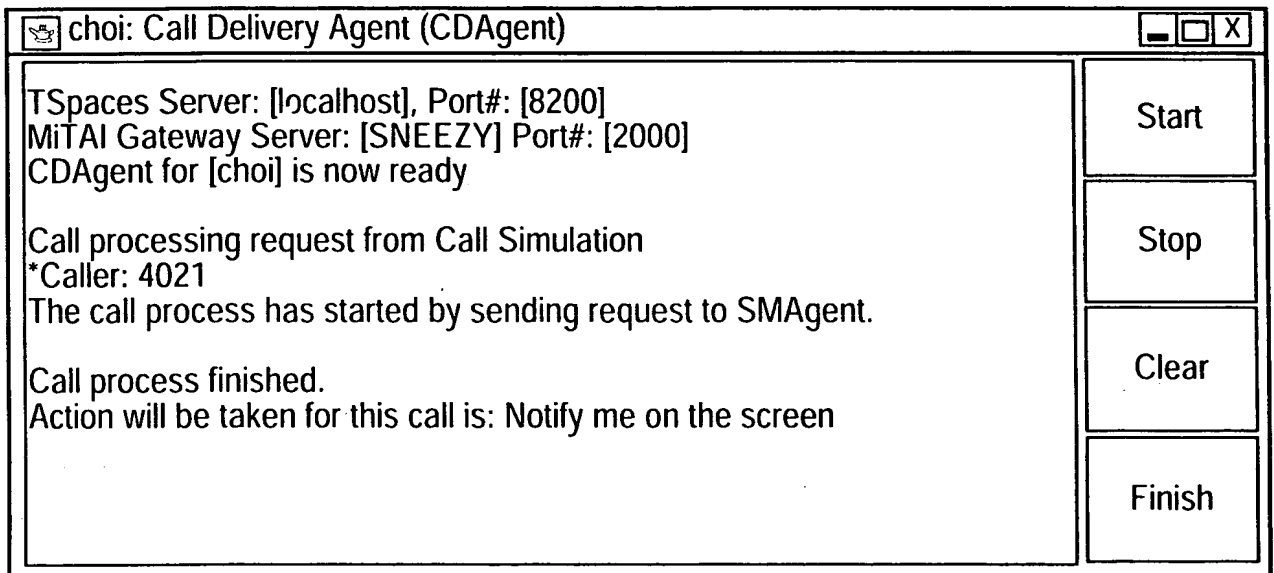 choi: Call Delivery Agent (CDAgent)
X
TSpaces Server: [localhost], Port#: [8200]
MiTAI Gateway Server: [SNEEZY] Port#: [2000]
CDAgent for [choi] is now ready
Call processing request from Call Simulation
*Caller: 4021
The call process has started by sending request to SMAgent.
Call process finished.
Action will be taken for this call is: Notify me on the screen
Start
Stop
Clear
Finish